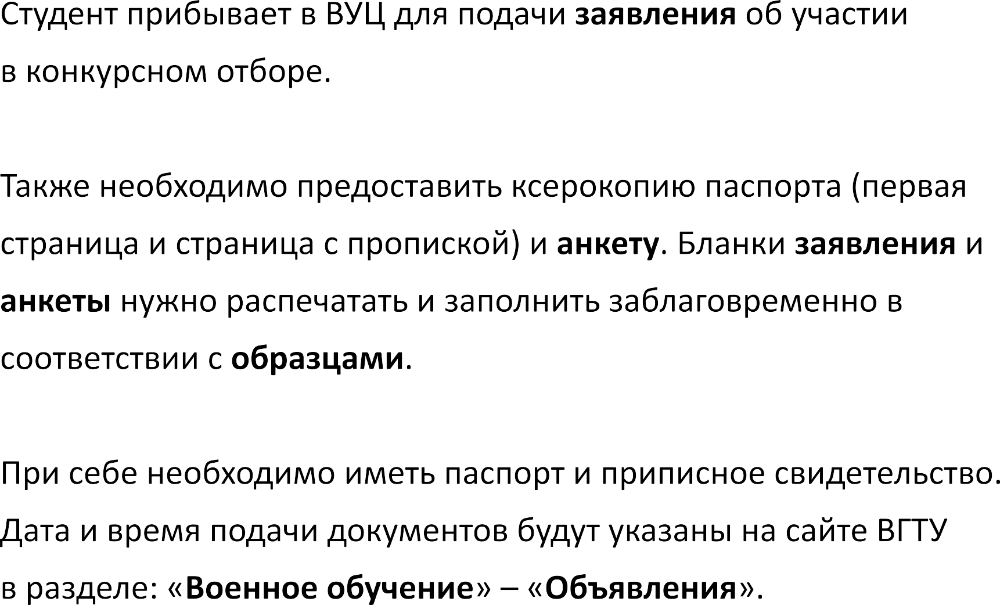 Студент прибывает в ВУЦ для подачи заявления об участии
в конкурсном отборе.
Также необходимо предоставить ксерокопию паспорта (первая
страница и страница с пропиской) и анкету. Бланки заявления и
анкеты нужно распечатать и заполнить заблаговременно в
соответствии с образцами.
При себе необходимо иметь паспорт и приписное свидетельство.
Дата и время подачи документов будут указаны на сайте ВГТУ
в разделе: «Военное обучение» – «Объявления».